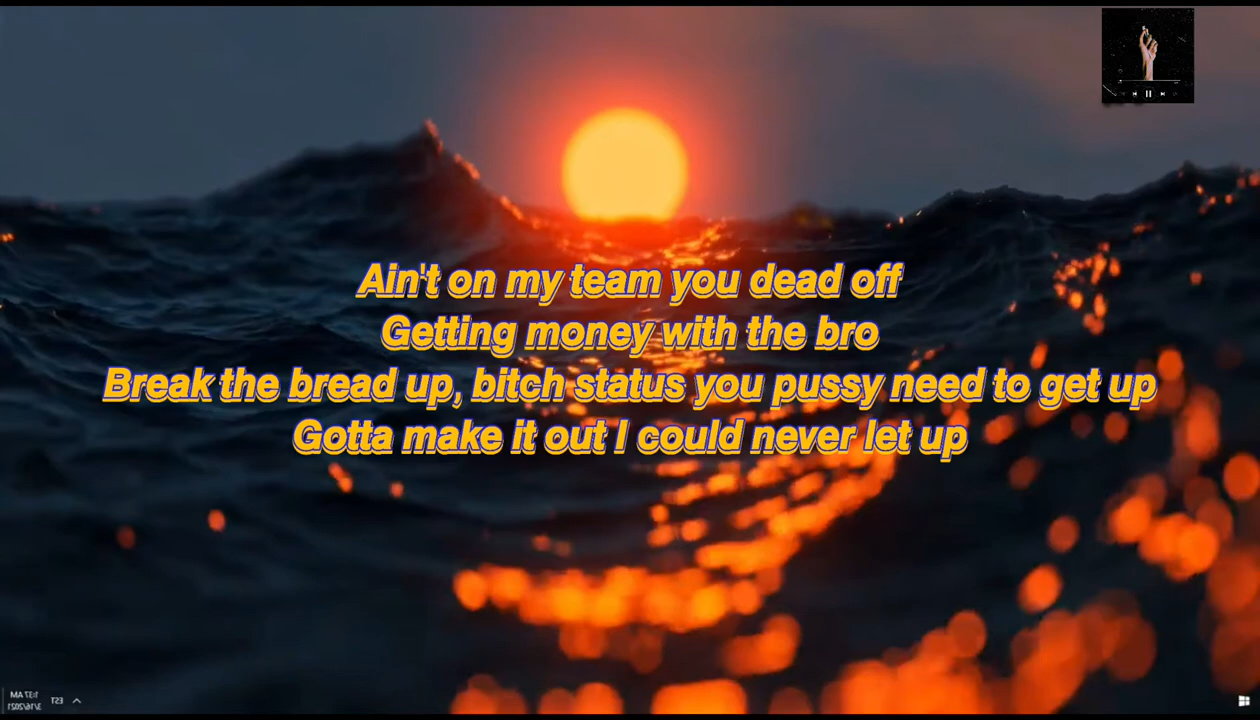 Ain't on my team you dead off
Getting money with the bro
Break the bread up, bitch status you pussy need to get up
Gotta make it out I could never let up